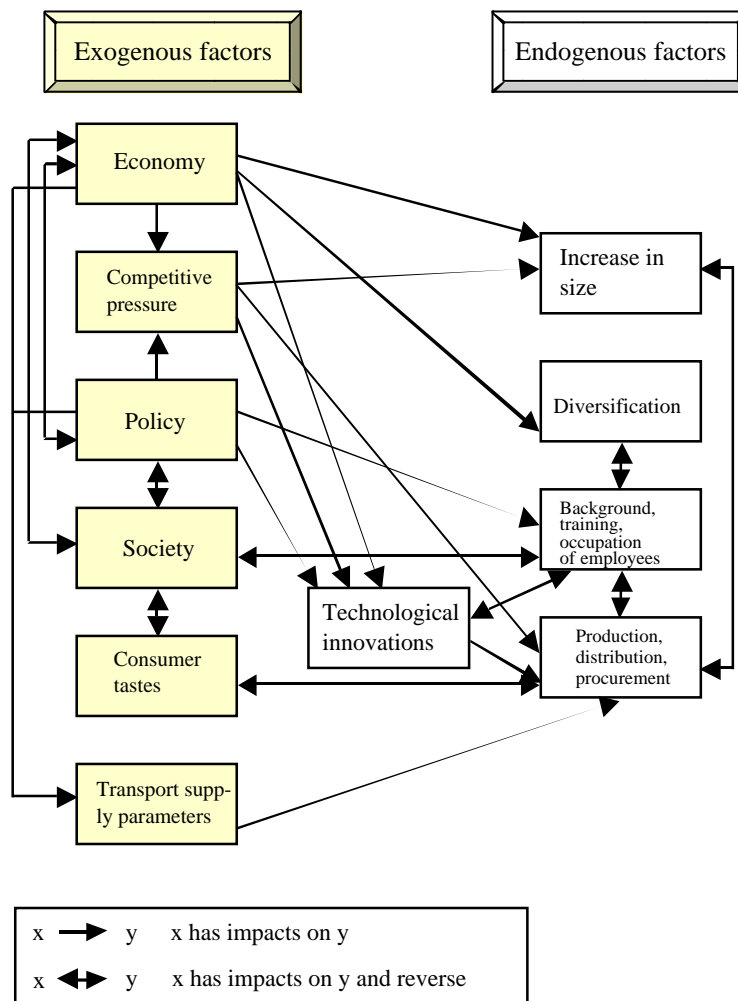 Exogenous factors
Endogenous factors
Economy
Competitive
pressure
Policy
Society
Consumer
tastes
Transport supp-
ly parameters
Technological
innovations
Increase in
size
Diversification
Background,
training,
occupation
of employees
Production,
distribution,
procurement
x y x has impacts on y
x y x has impacts on y and reverse